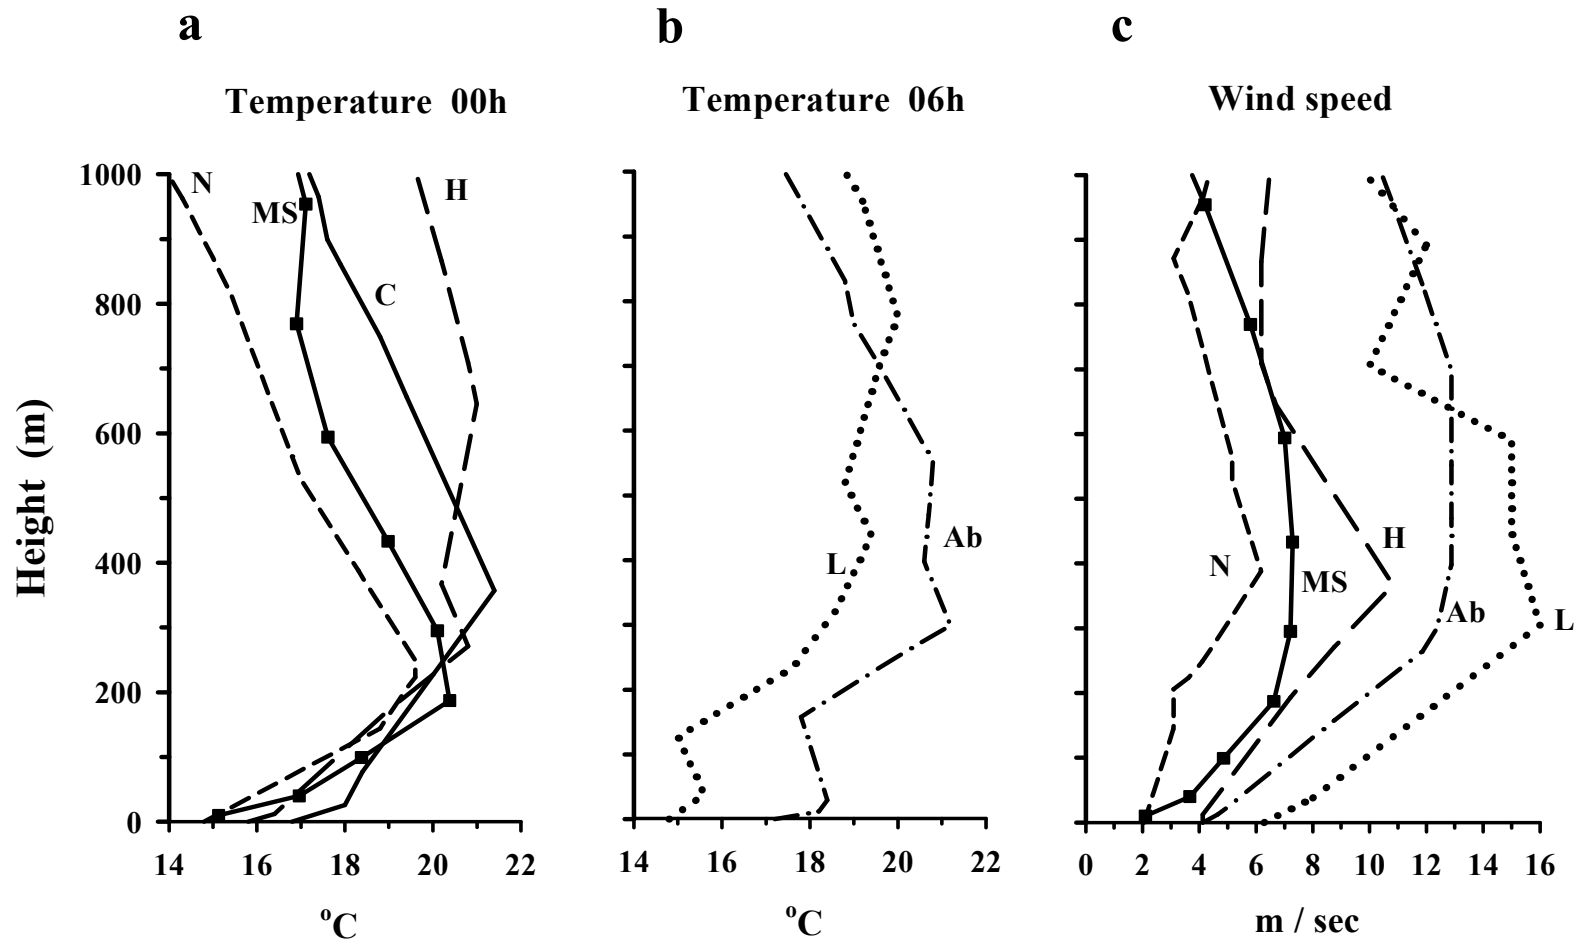 a b c
Temperature 00h
Temperature 06h
Wind speed
Height (m)
1000
800
600
400
200
0
N
MS
H
C
14 16 18 20 22
°C
L
Ab
14 16 18 20 22
°C
N
MS
H
Ab
L
0 2 4 6 8 10 12 14 16
m / sec